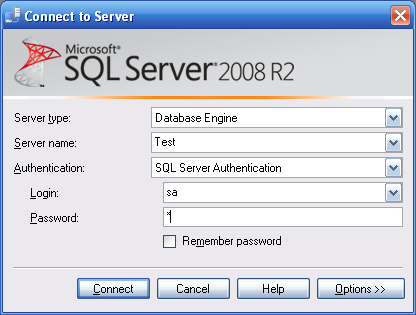 Connect to Server
Microsoft®
SQL Server® 2008 R2
Server type: Database Engine
Server name: Test
Authentication: SQL Server Authentication
Login: sa
Password: *
Remember password
Connect Cancel Help Options >>